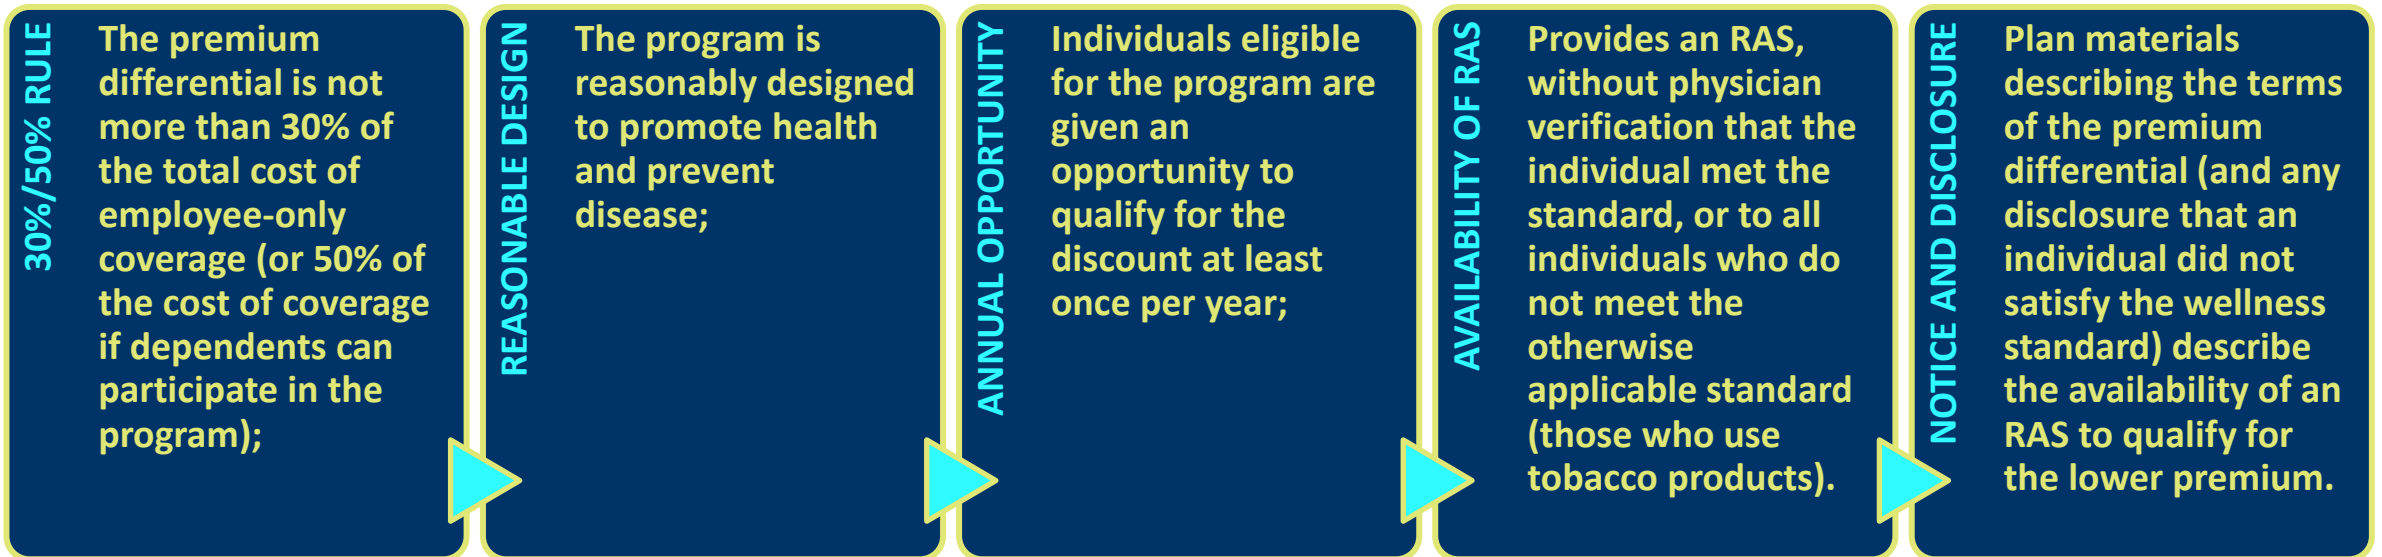 30%/50% RULE
The premium
differential is not
more than 30% of
the total cost of
employee-only
coverage (or 50% of
the cost of coverage
if dependents can
participate in the
program);
REASONABLE DESIGN
The program is
reasonably designed
to promote health
and prevent
disease;
ANNUAL OPPORTUNITY
Individuals eligible
for the program are
given an
opportunity to
qualify for the
discount at least
once per year;
AVAILABILITY OF RAS
Provides an RAS,
without physician
verification that the
individual met the
standard, or to all
individuals who do
not meet the
otherwise
applicable standard
(those who use
tobacco products).
NOTICE AND DISCLOSURE
Plan materials
describing the terms
of the premium
differential (and any
disclosure that an
individual did not
satisfy the wellness
standard) describe
the availability of an
RAS to qualify for
the lower premium.